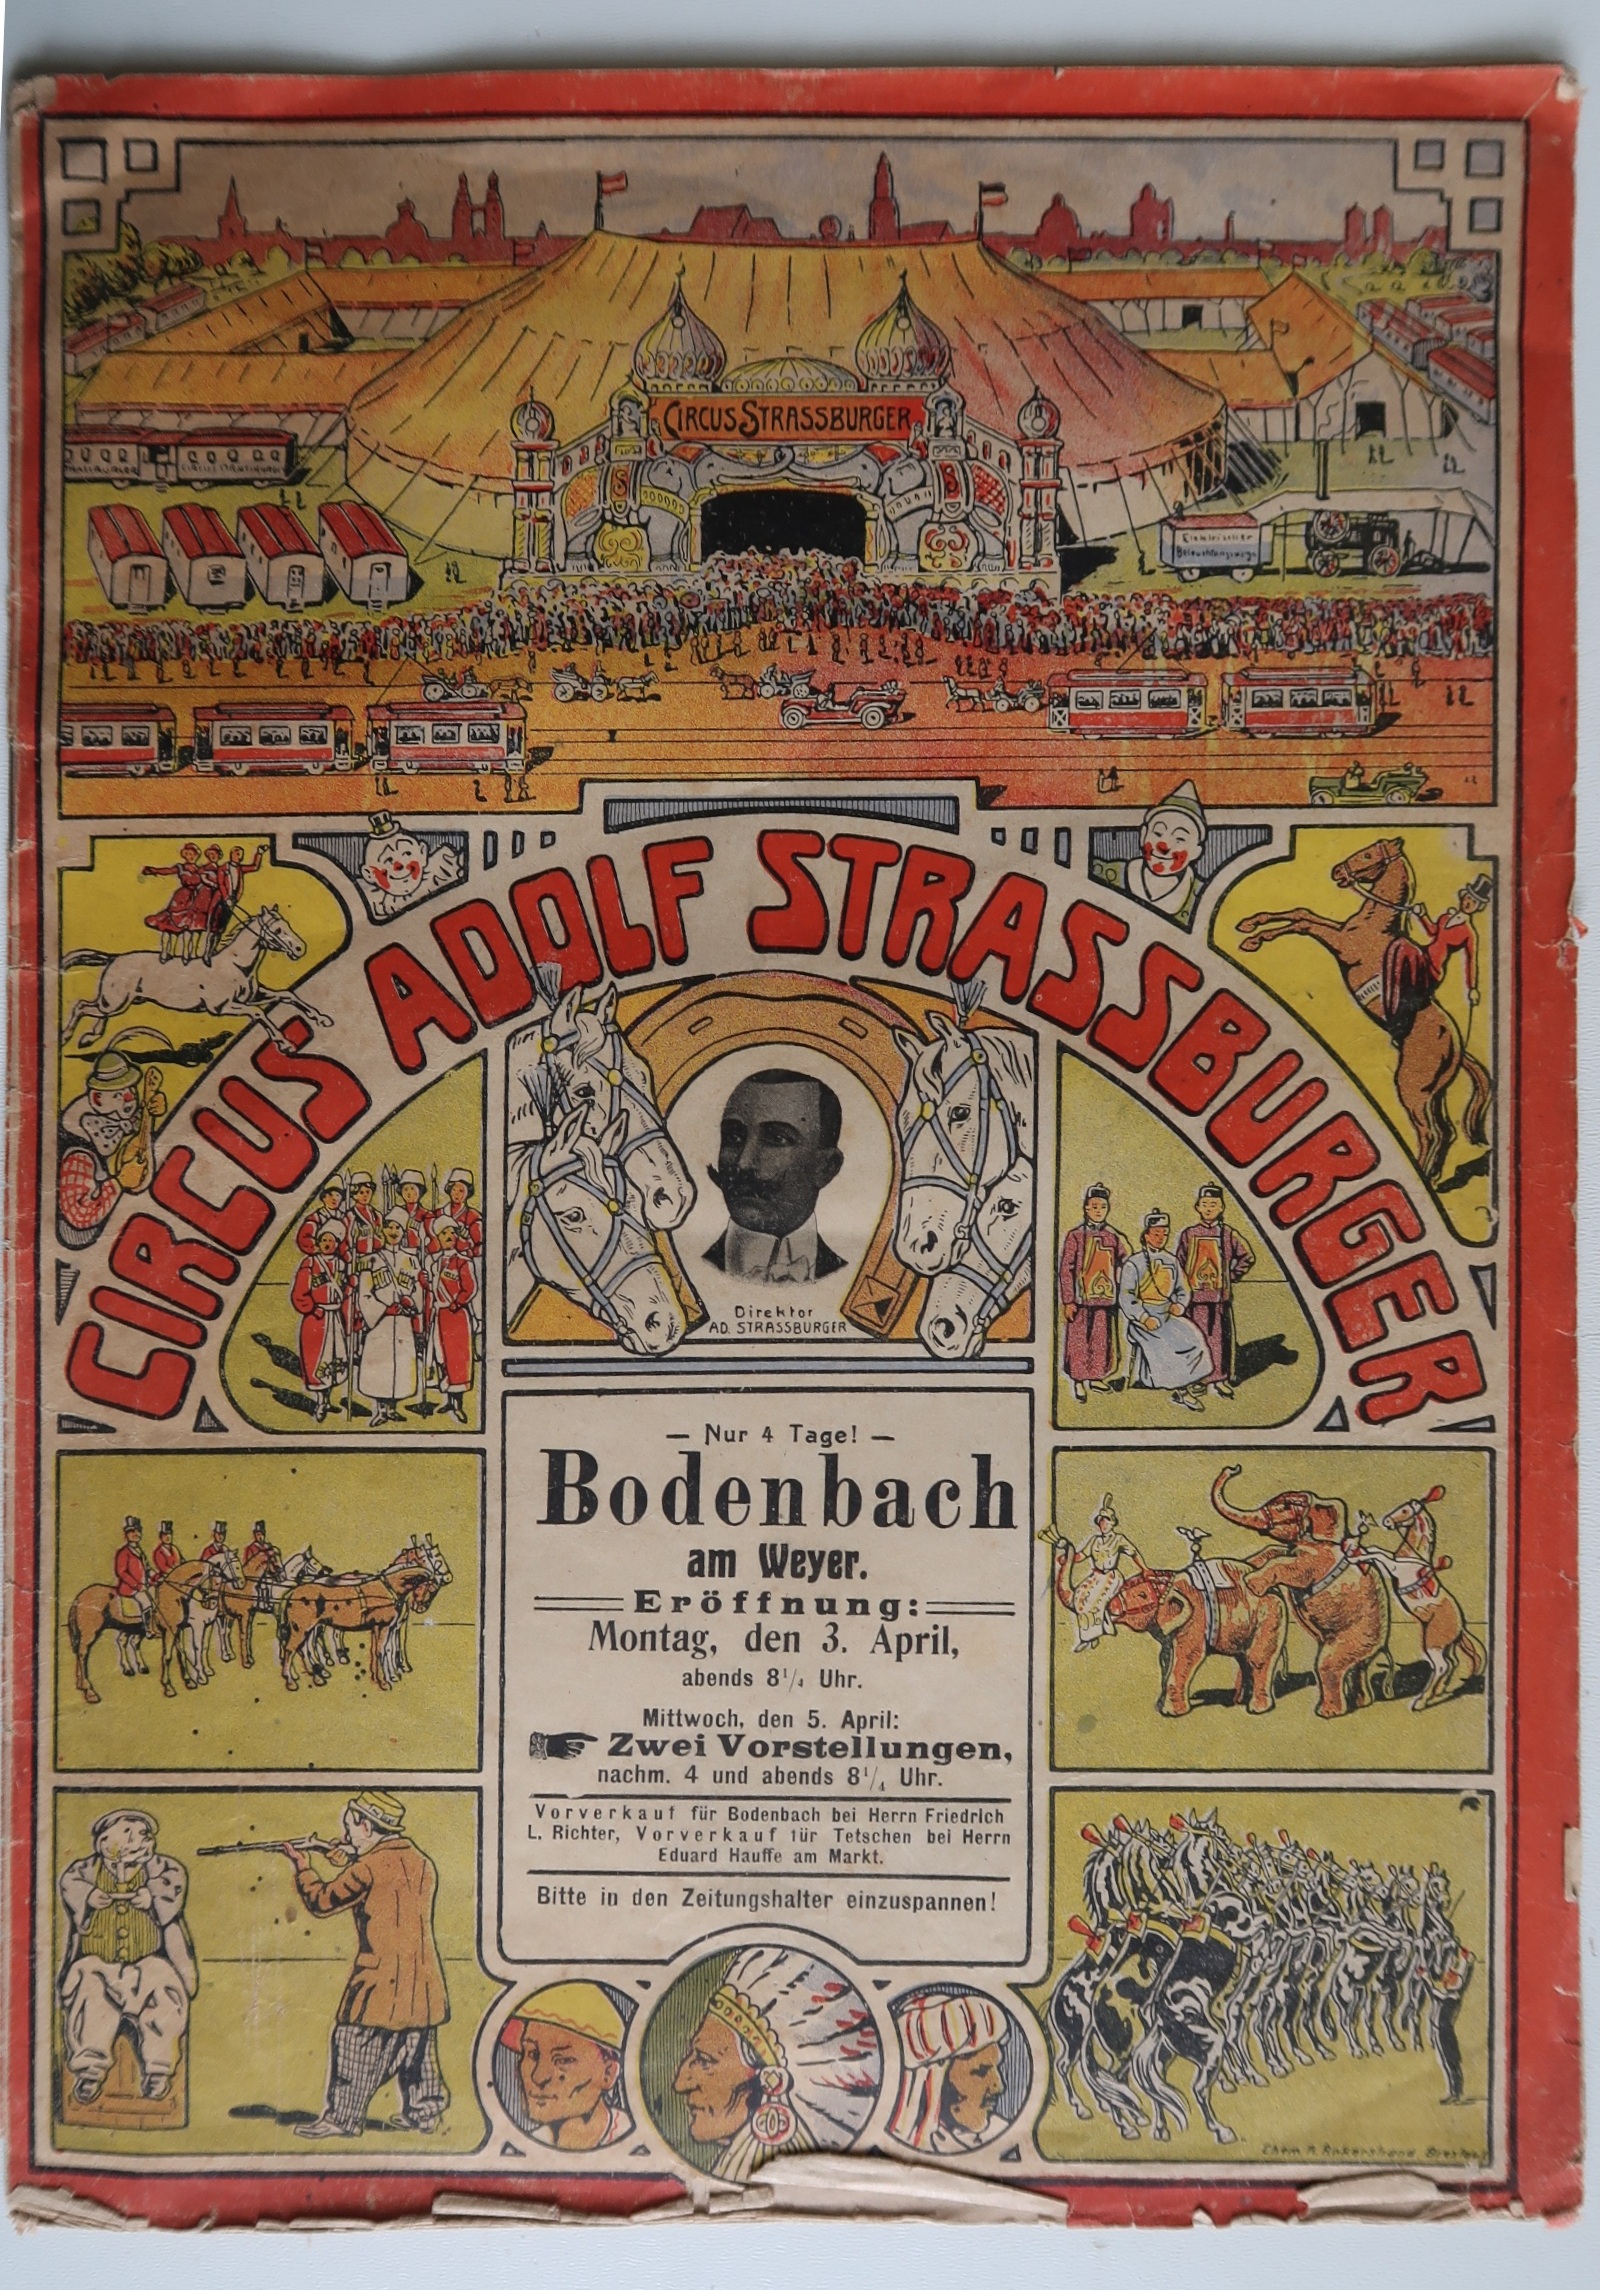 CIRCUS STRASSBURGER
Elektrischer
Beleuchtungswagen
CIRCUS ADOLF STRASSBURGER
Direktor
AD. STRASSBURGER
— Nur 4 Tage! —
Bodenbach
am Weyer.
Eröffnung:
Montag, den 3. April,
abends 8¹/₄ Uhr.
Mittwoch, den 5. April:
Zwei Vorstellungen,
nachm. 4 und abends 8¹/₄ Uhr.
Vorverkauf für Bodenbach bei Herrn Friedrich
L. Richter, Vorverkauf für Tetschen bei Herrn
Eduard Hauffe am Markt.
Bitte in den Zeitungshalter einzuspannen!